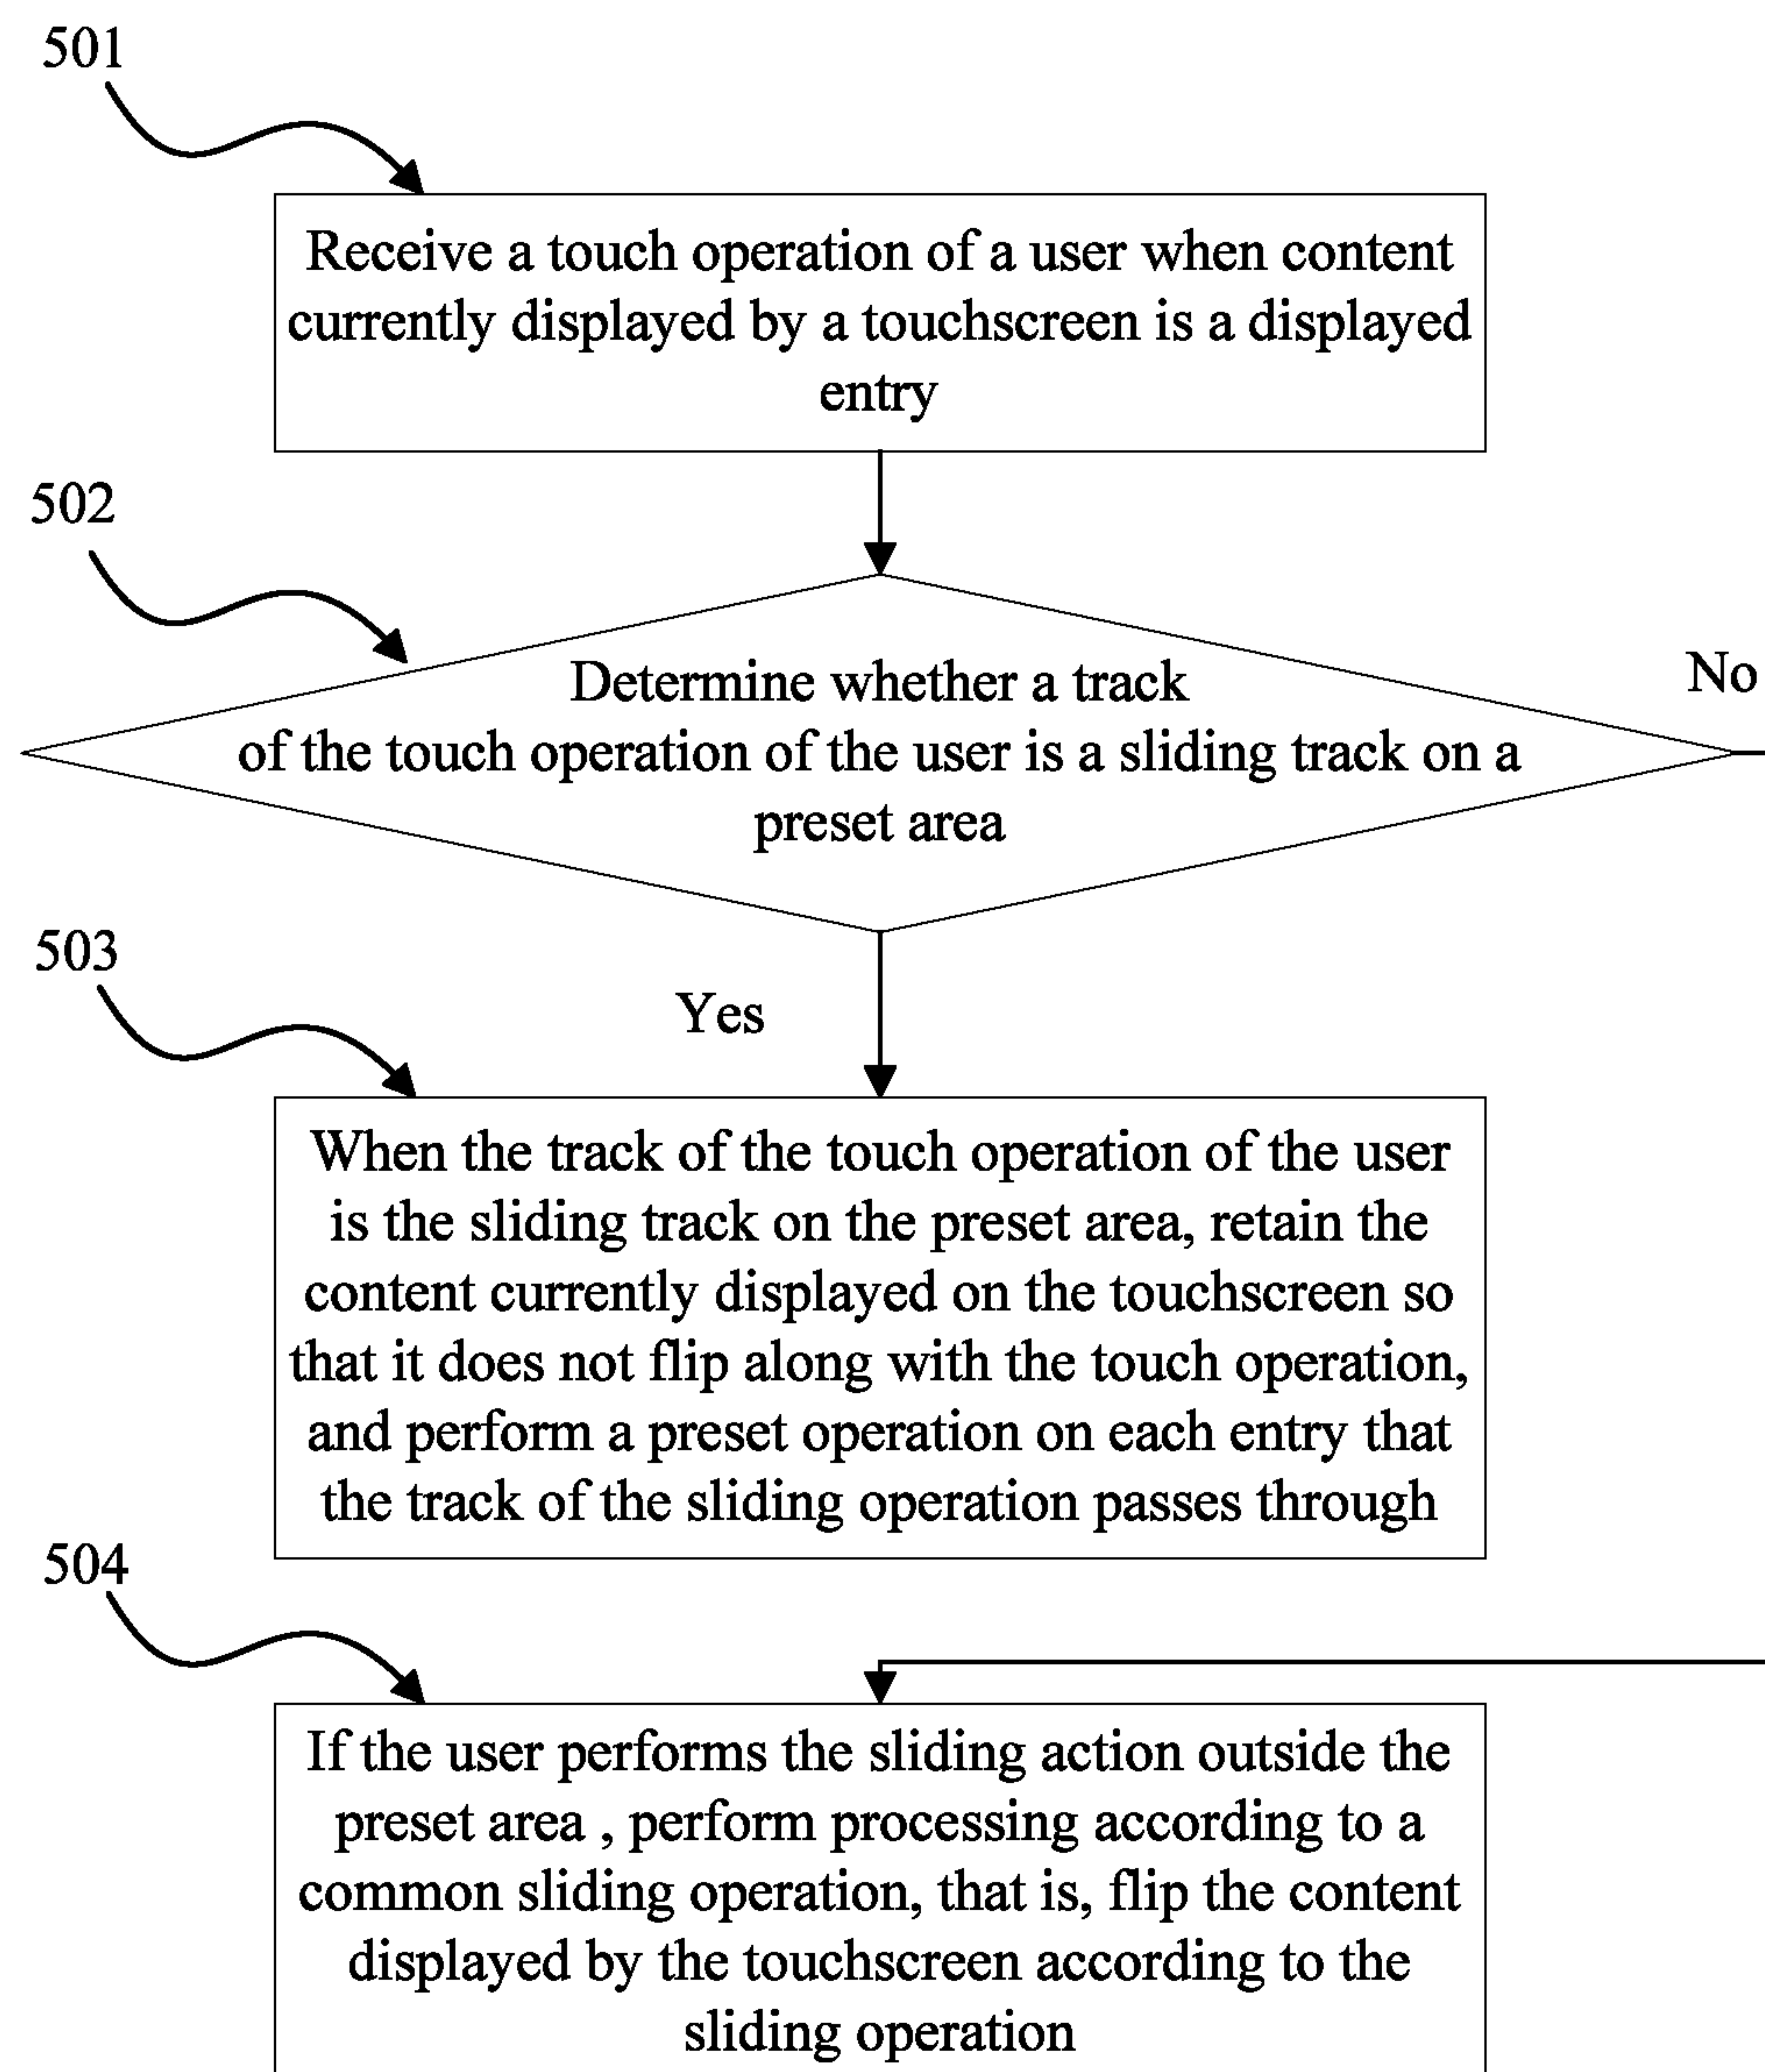 501
Receive a touch operation of a user when content
currently displayed by a touchscreen is a displayed
entry
502
Determine whether a track
of the touch operation of the user is a sliding track on a
preset area
No
503
Yes
When the track of the touch operation of the user
is the sliding track on the preset area, retain the
content currently displayed on the touchscreen so
that it does not flip along with the touch operation,
and perform a preset operation on each entry that
the track of the sliding operation passes through
504
If the user performs the sliding action outside the
preset area , perform processing according to a
common sliding operation, that is, flip the content
displayed by the touchscreen according to the
sliding operation